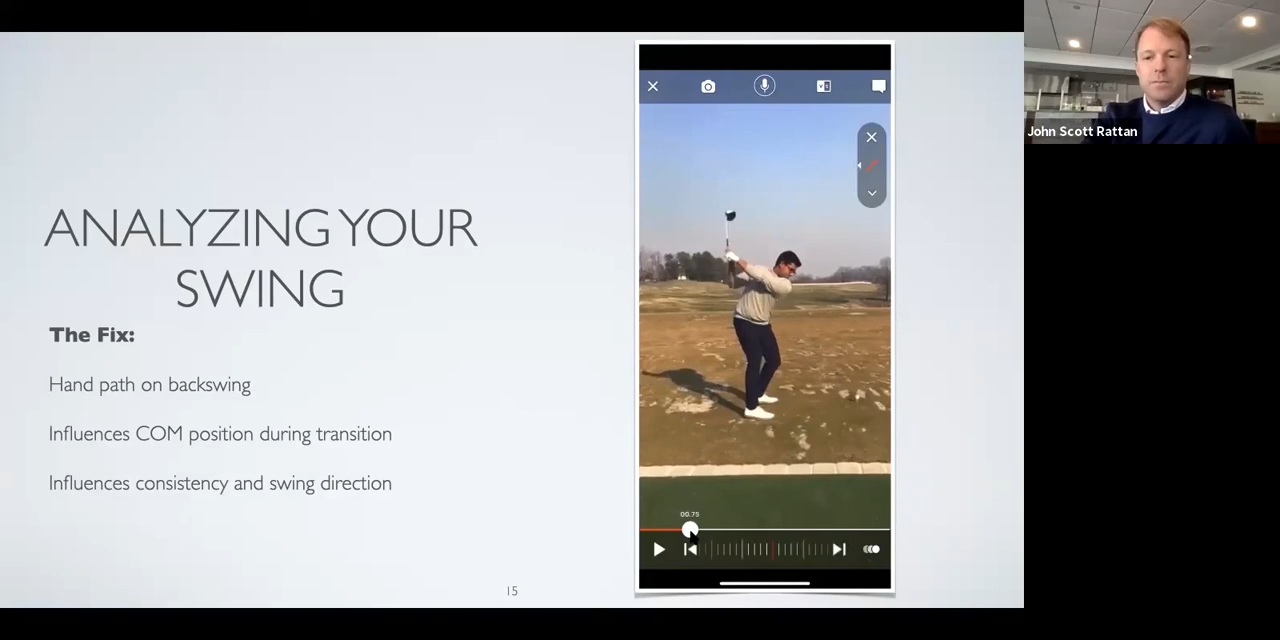 ANALYZING YOUR
SWING
The Fix:
Hand path on backswing
Influences COM position during transition
Influences consistency and swing direction
15
00.75
John Scott Rattan